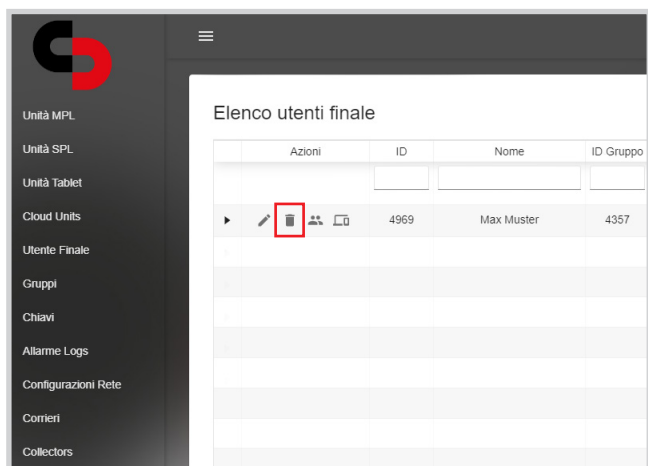 Unità MPL
Unità SPL
Unità Tablet
Cloud Units
Utente Finale
Gruppi
Chiavi
Allarme Logs
Configurazioni Rete
Corrieri
Collectors
Elenco utenti finale
Azioni ID Nome ID Gruppo
4969 Max Muster 4357